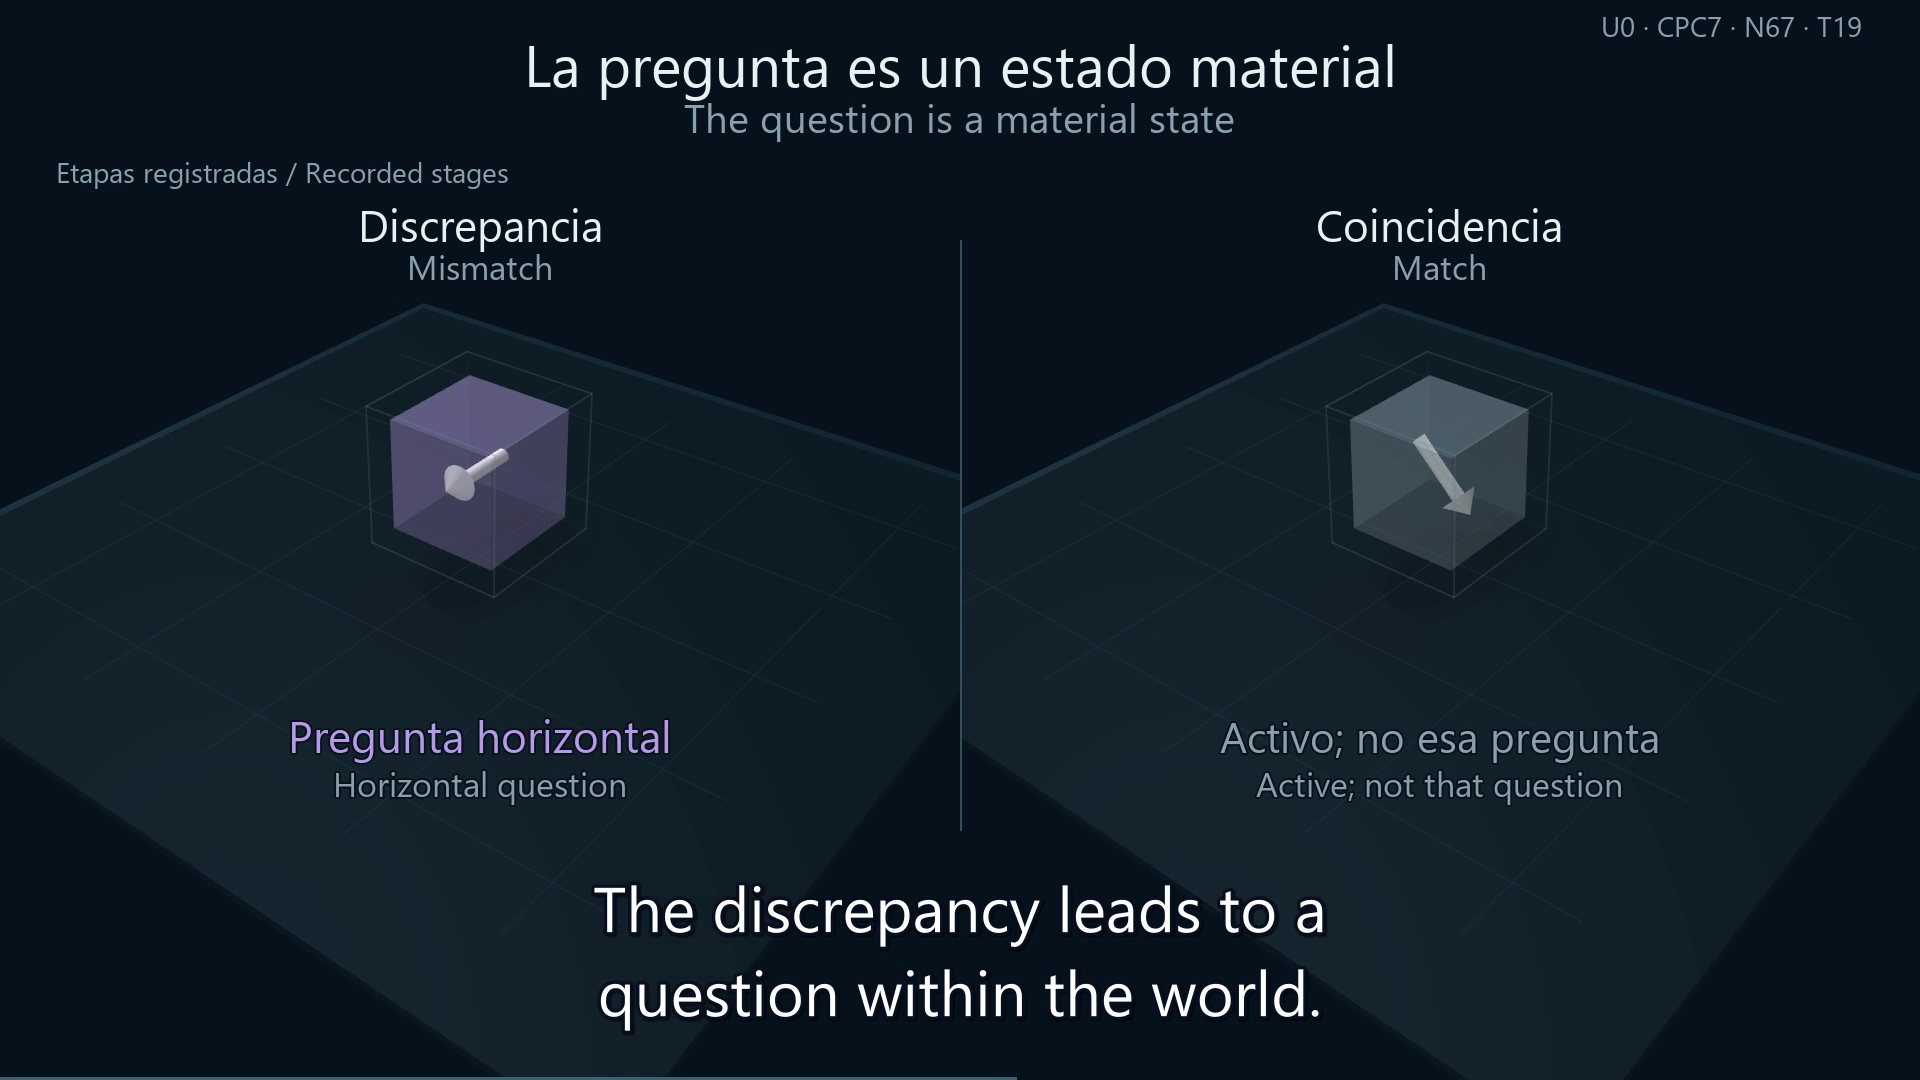 U0 · CPC7 · N67 · T19
La pregunta es un estado material
The question is a material state
Etapas registradas / Recorded stages
Discrepancia
Mismatch
Pregunta horizontal
Horizontal question
Coincidencia
Match
Activo; no esa pregunta
Active; not that question
The discrepancy leads to a
question within the world.